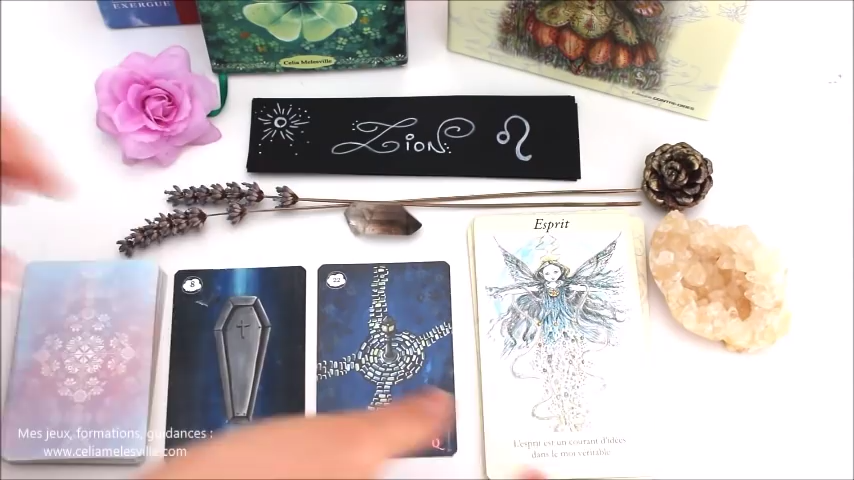 EXERGUE
Celia Melesville
Lion
Esprit
8
22
Q
L'esprit est un courant d'idées
dans le moi véritable
Mes jeux, formations, guidances :
www.celiamelesville.com